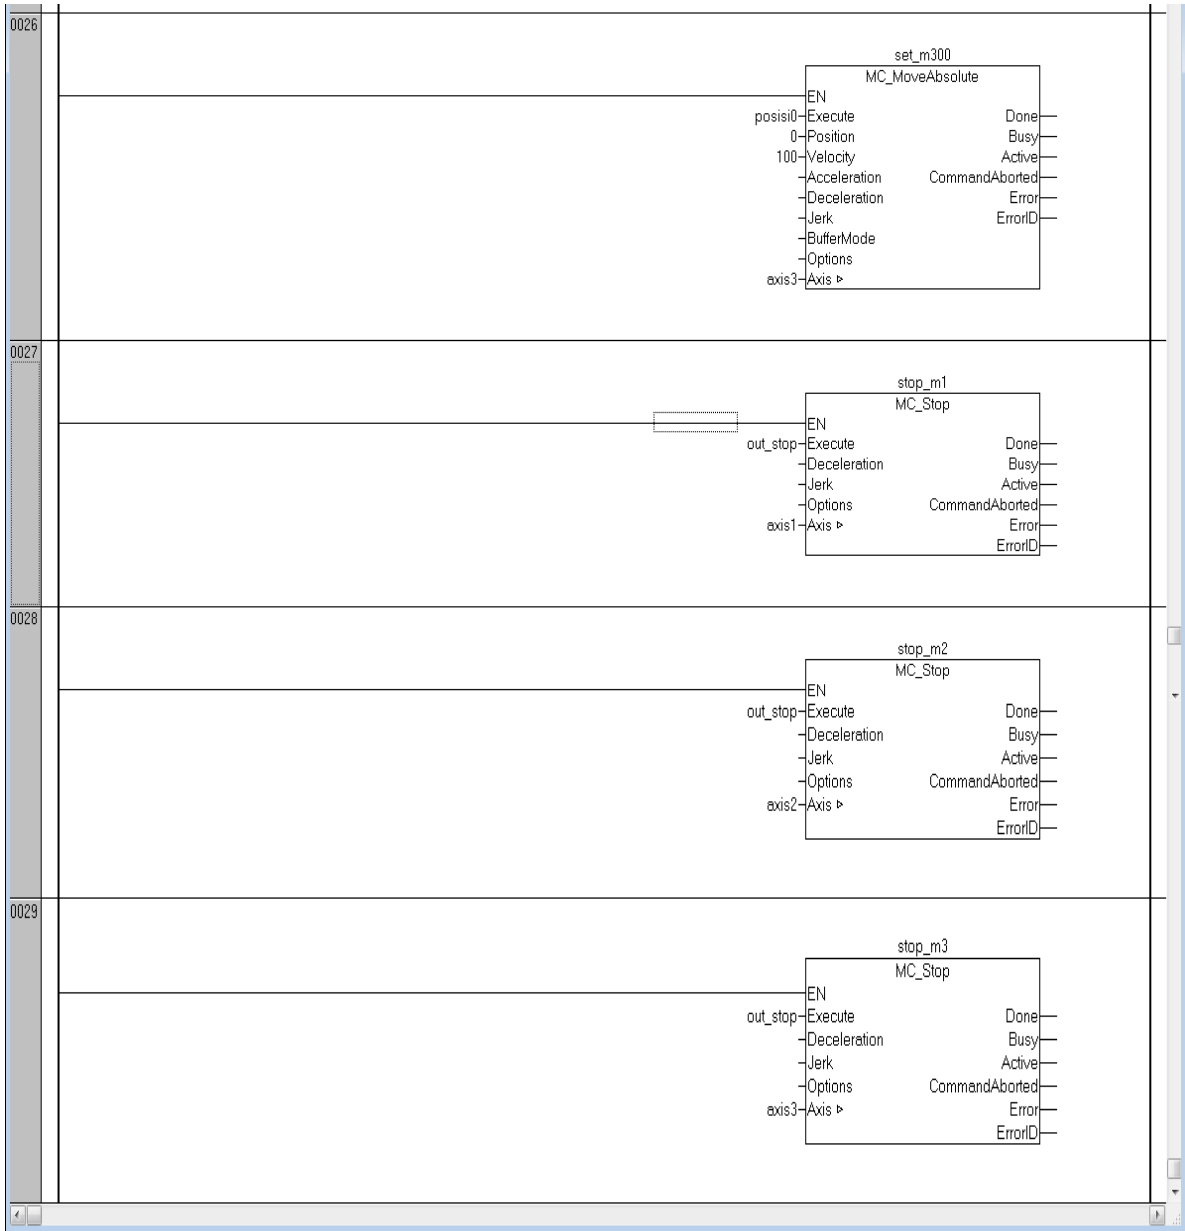 0026
set_m300
MC_MoveAbsolute
EN
posisi0 Execute Done
0 Position Busy
100 Velocity Active
Acceleration CommandAborted
Deceleration Error
Jerk ErrorID
BufferMode
Options
axis3 Axis
0027
stop_m1
MC_Stop
EN
out_stop Execute Done
Deceleration Busy
Jerk Active
Options CommandAborted
axis1 Axis Error
ErrorID
0028
stop_m2
MC_Stop
EN
out_stop Execute Done
Deceleration Busy
Jerk Active
Options CommandAborted
axis2 Axis Error
ErrorID
0029
stop_m3
MC_Stop
EN
out_stop Execute Done
Deceleration Busy
Jerk Active
Options CommandAborted
axis3 Axis Error
ErrorID